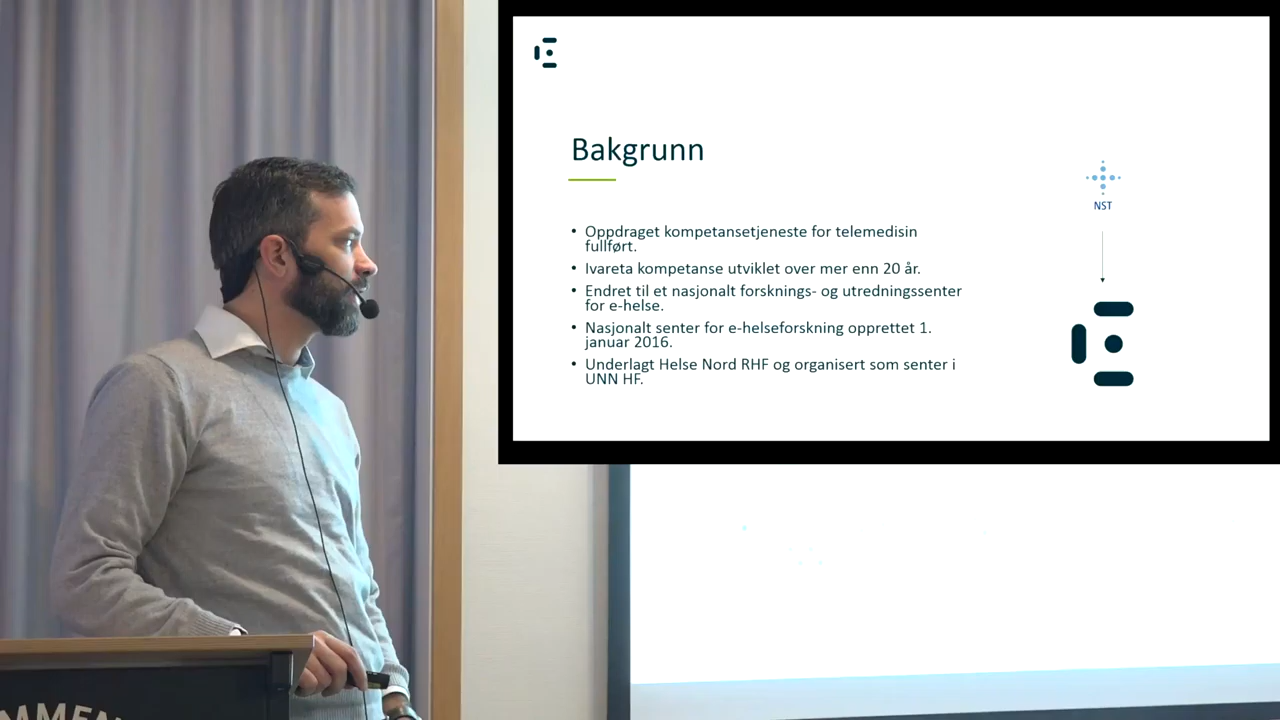 Bakgrunn
• Oppdraget kompetansetjeneste for telemedisin
fullført.
• Ivareta kompetanse utviklet over mer enn 20 år.
• Endret til et nasjonalt forsknings- og utredningssenter
for e-helse.
• Nasjonalt senter for e-helseforskning opprettet 1.
januar 2016.
• Underlagt Helse Nord RHF og organisert som senter i
UNN HF.
NST